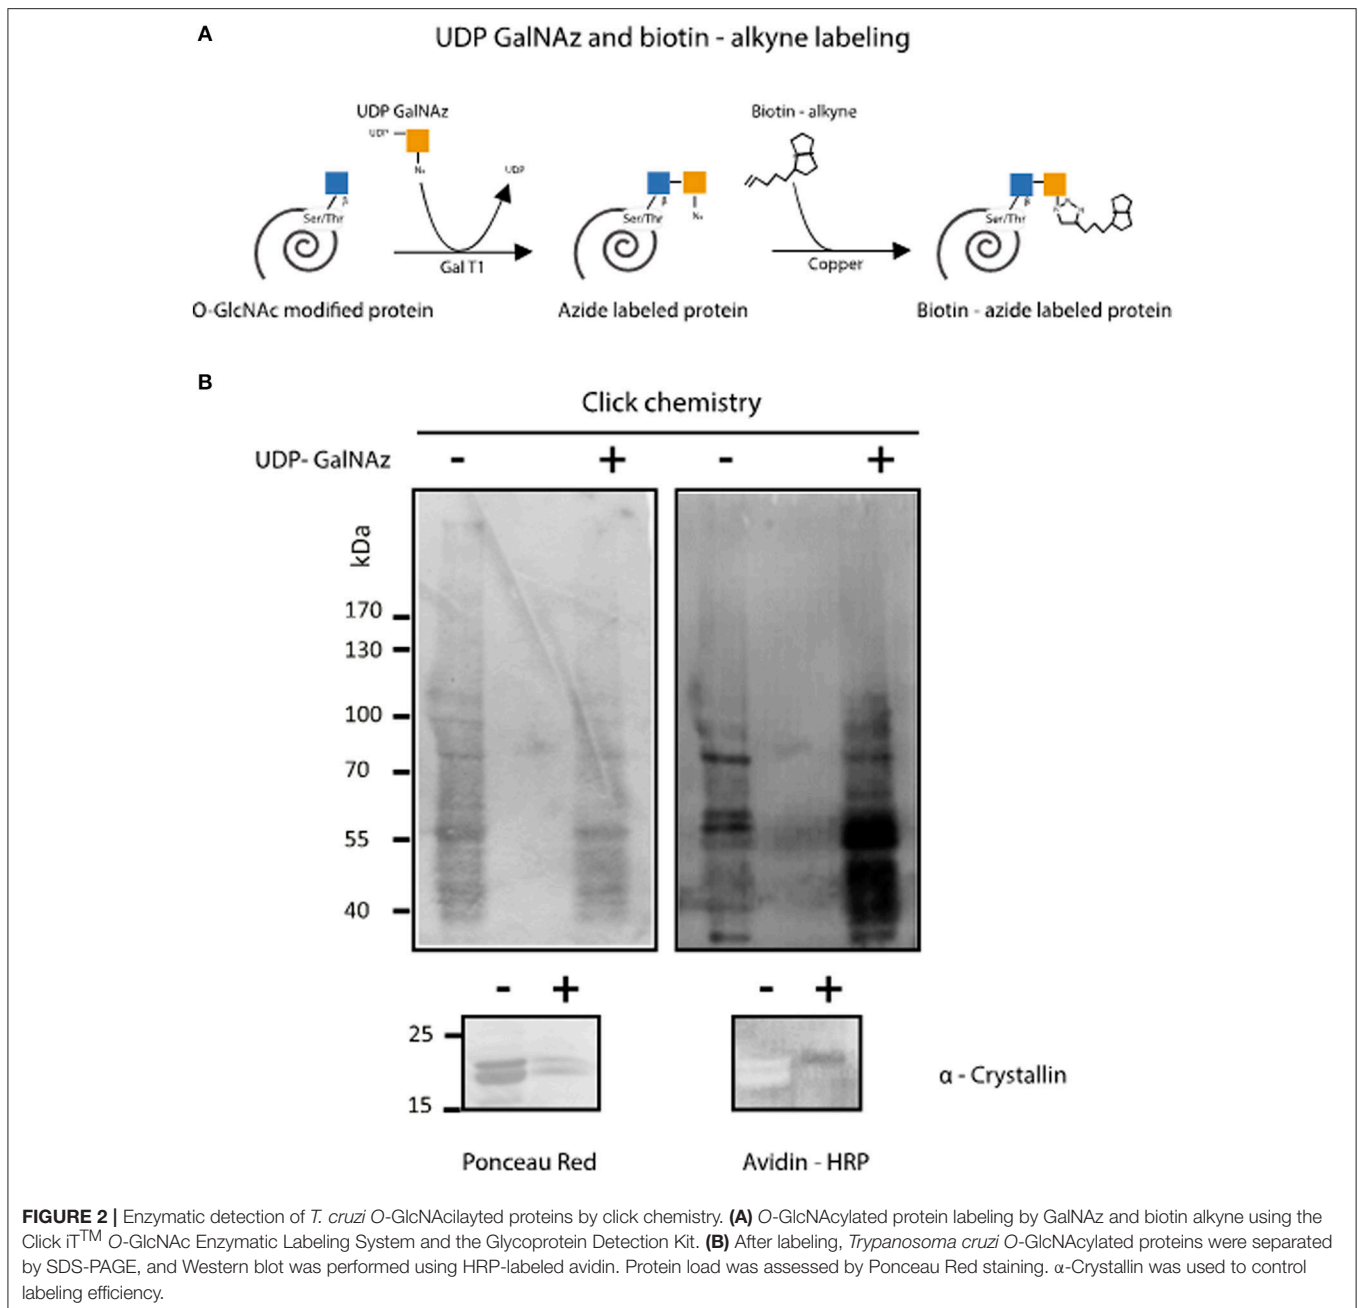 A
UDP GalNAz and biotin - alkyne labeling
UDP GalNAz
Biotin - alkyne
UDP
N₃
UDP
β
Ser/Thr
Gal T1
β
Ser/Thr
N₃
Copper
β
Ser/Thr
O-GlcNAc modified protein
Azide labeled protein
Biotin - azide labeled protein
B
Click chemistry
UDP- GalNAz - + - +
kDa
170
130
100
70
55
40
- + - +
25
15
α - Crystallin
Ponceau Red
Avidin - HRP
FIGURE 2 | Enzymatic detection of T. cruzi O-GlcNAcilayted proteins by click chemistry. (A) O-GlcNAcylated protein labeling by GalNAz and biotin alkyne using the
Click iT™ O-GlcNAc Enzymatic Labeling System and the Glycoprotein Detection Kit. (B) After labeling, Trypanosoma cruzi O-GlcNAcylated proteins were separated
by SDS-PAGE, and Western blot was performed using HRP-labeled avidin. Protein load was assessed by Ponceau Red staining. α-Crystallin was used to control
labeling efficiency.